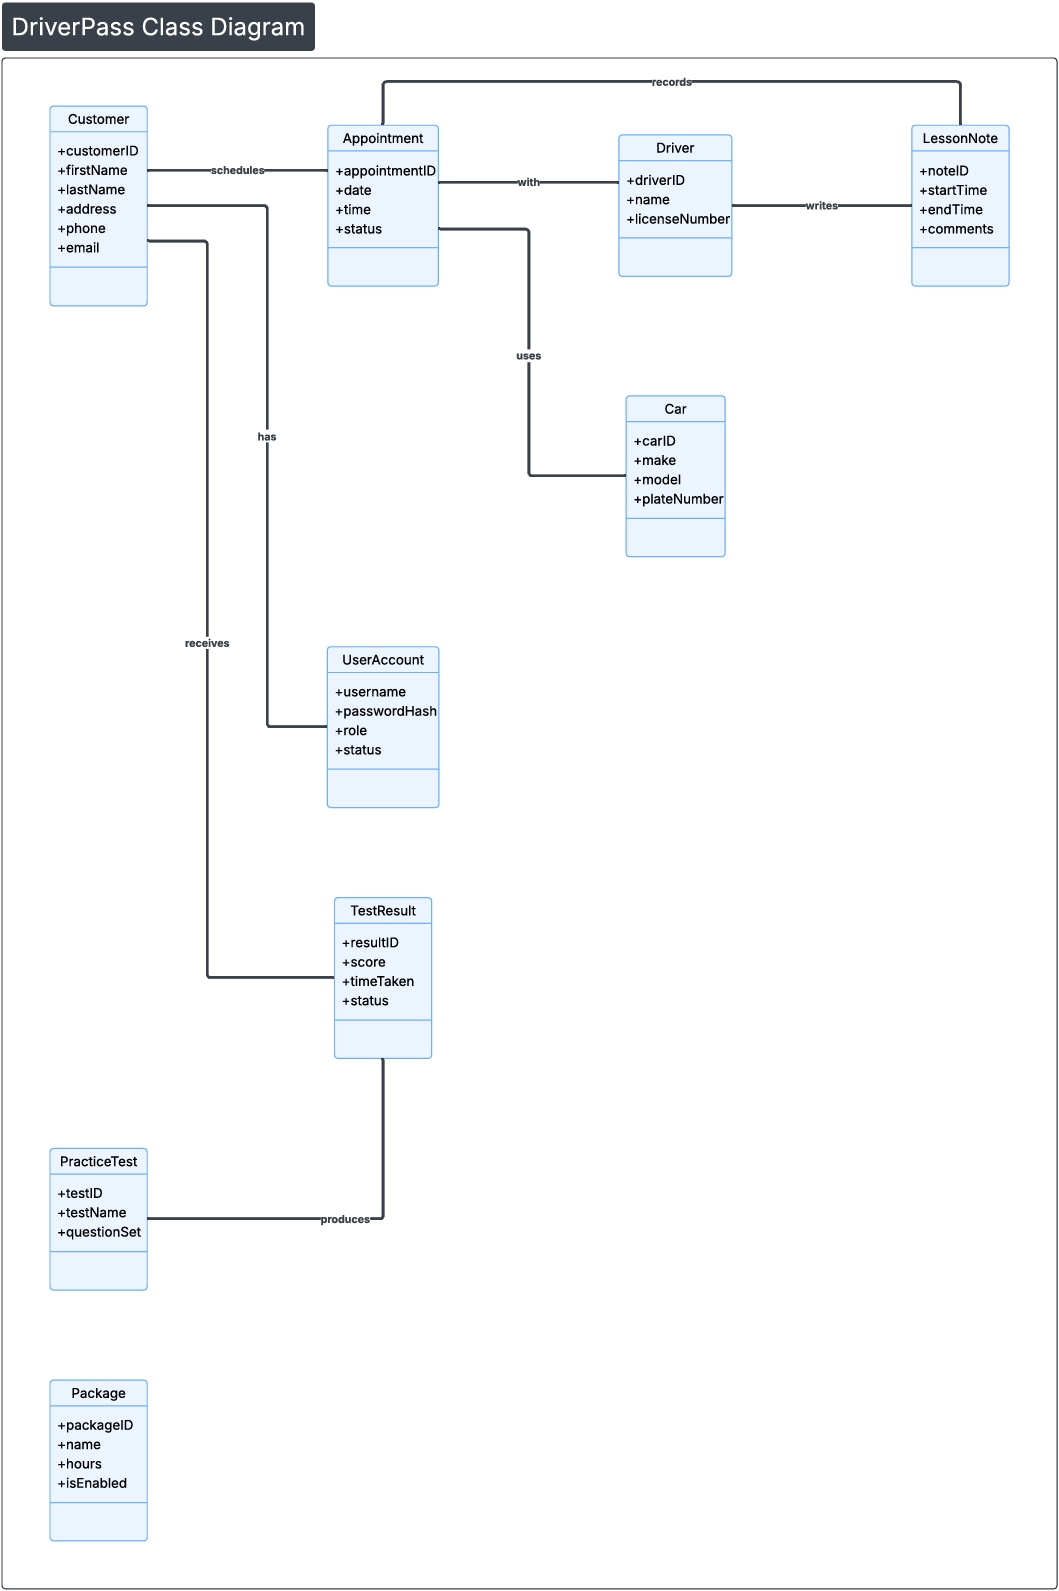 DriverPass Class Diagram
records
Customer
+customerID
+firstName
+lastName
+address
+phone
+email
schedules
Appointment
+appointmentID
+date
+time
+status
with
Driver
+driverID
+name
+licenseNumber
writes
LessonNote
+noteID
+startTime
+endTime
+comments
uses
Car
+carID
+make
+model
+plateNumber
has
receives
UserAccount
+username
+passwordHash
+role
+status
TestResult
+resultID
+score
+timeTaken
+status
PracticeTest
+testID
+testName
+questionSet
produces
Package
+packageID
+name
+hours
+isEnabled